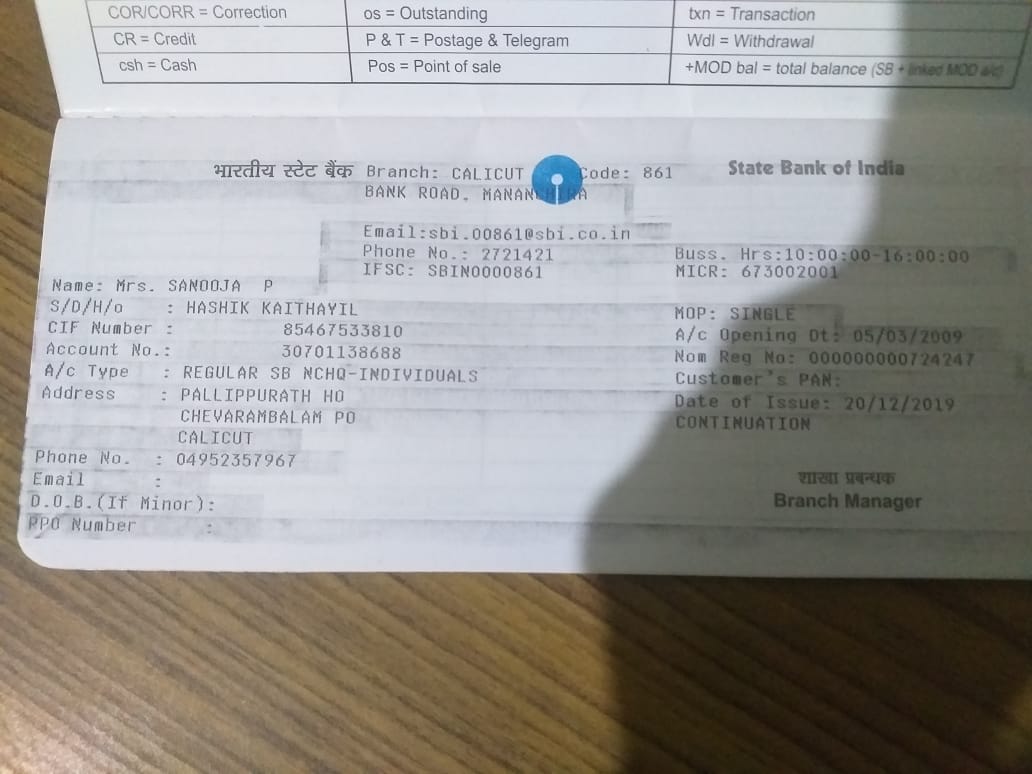 COR/CORR = Correction os = Outstanding txn = Transaction
CR = Credit P & T = Postage & Telegram Wdl = Withdrawal
csh = Cash Pos = Point of sale +MOD bal = total balance (SB + linked MOD a/c)
भारतीय स्टेट बैंक Branch: CALICUT Code: 861 State Bank of India
BANK ROAD, MANANCHIRA
Email:sbi.00861@sbi.co.in
Phone No.: 2721421 Buss. Hrs:10:00:00-16:00:00
IFSC: SBIN0000861 MICR: 673002001
Name: Mrs. SANOOJA P
S/D/H/o : HASHIK KAITHAYIL MOP: SINGLE
CIF Number : 85467533810 A/c Opening Dt: 05/03/2009
Account No.: 30701138688 Nom Reg No: 000000000724247
A/c Type : REGULAR SB NCHQ-INDIVIDUALS Customer's PAN:
Address : PALLIPPURATH HO Date of Issue: 20/12/2019
CHEVARAMBALAM PO CONTINUATION
CALICUT
Phone No. : 04952357967
Email : शाखा प्रबन्धक
D.O.B.(If Minor): Branch Manager
PPO Number :